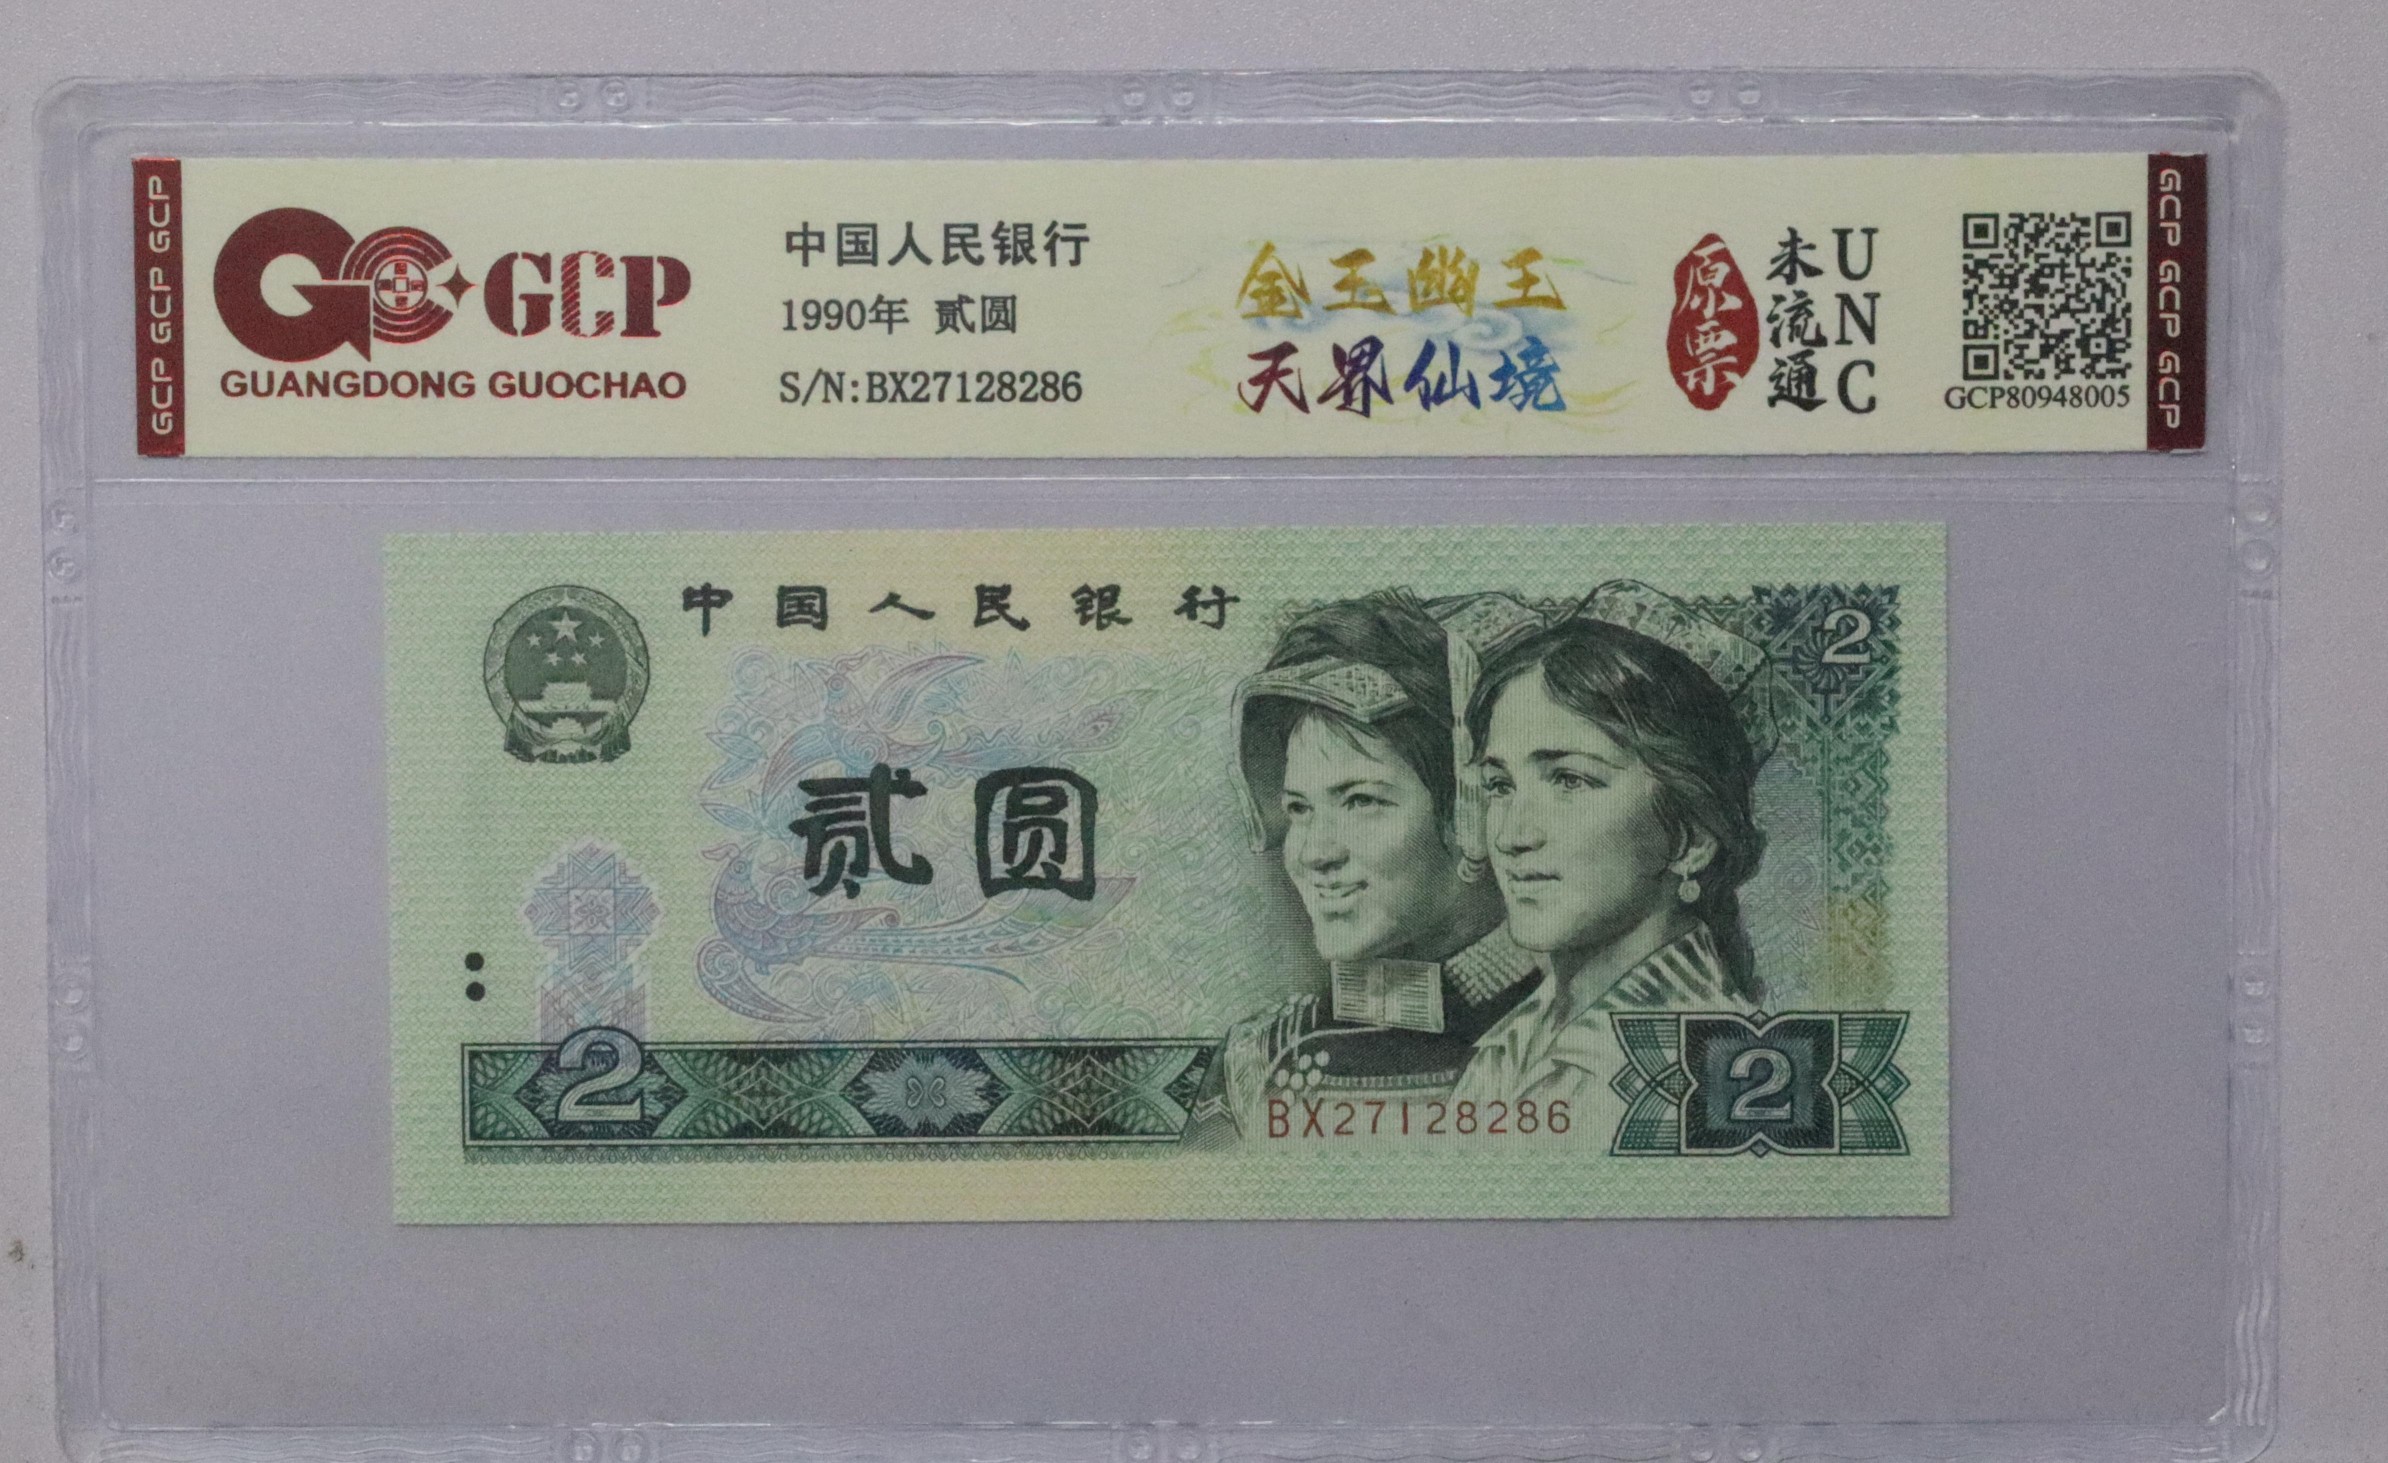 GCP GCP GCP
GCP
GUANGDONG GUOCHAO
中国人民银行
1990年 贰圆
S/N:BX27128286
金玉幽王
天界仙境
原票
未流通
UNC
GCP80948005
GCP GCP GCP
中国人民银行
2
贰圆
2
BX27128286
2